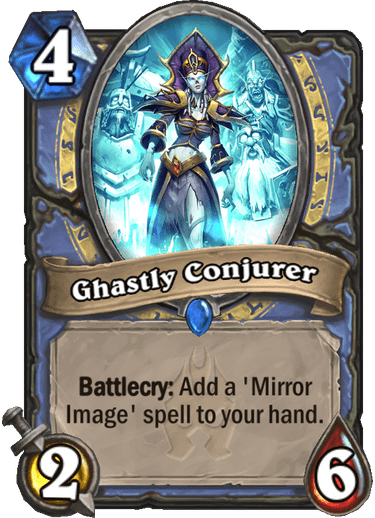 4
Ghastly Conjurer
Battlecry: Add a 'Mirror
Image' spell to your hand.
2
6